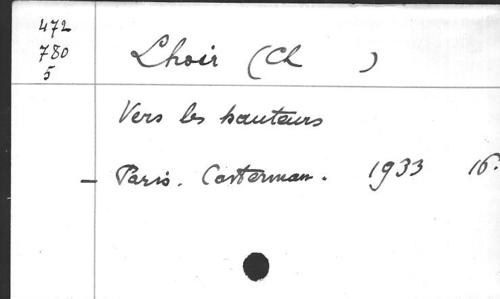 472
780
5
Lhoir (Ch )
Vers les hauteurs
— Paris. Casterman. 1933 16.